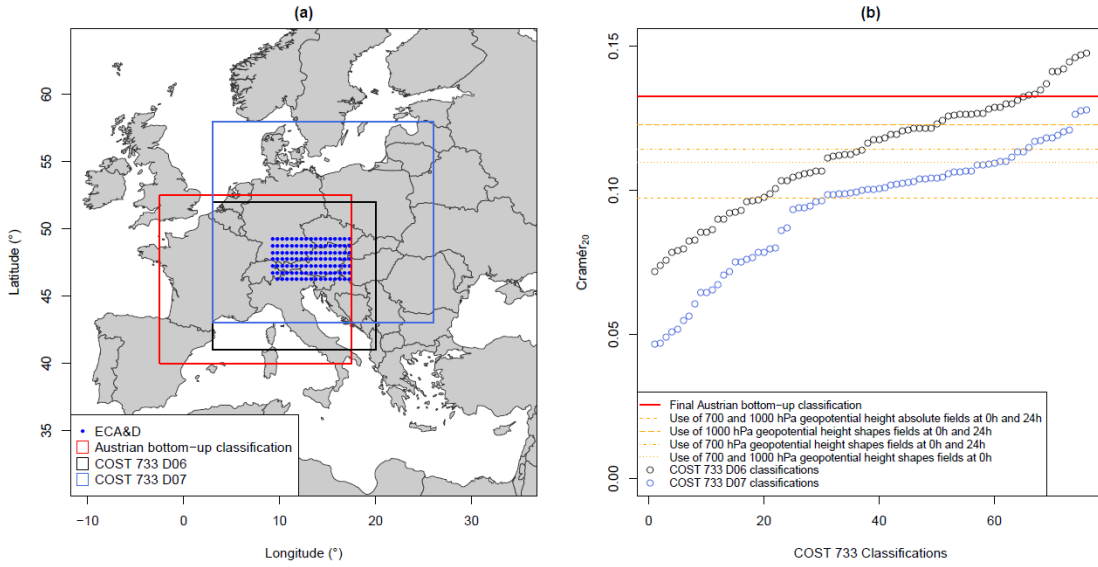 (a)
60
55
50
45
40
35
Latitude (°)
ECA&D
Austrian bottom−up classification
COST 733 D06
COST 733 D07
−10
0
10
20
30
Longitude (°)
(b)
0.15
0.10
0.05
0.00
Cramér20
Final Austrian bottom−up classification
Use of 700 and 1000 hPa geopotential height absolute fields at 0h and 24h
Use of 1000 hPa geopotential height shapes fields at 0h and 24h
Use of 700 hPa geopotential height shapes fields at 0h and 24h
Use of 700 and 1000 hPa geopotential height shapes fields at 0h
COST 733 D06 classifications
COST 733 D07 classifications
0
20
40
60
COST 733 Classifications